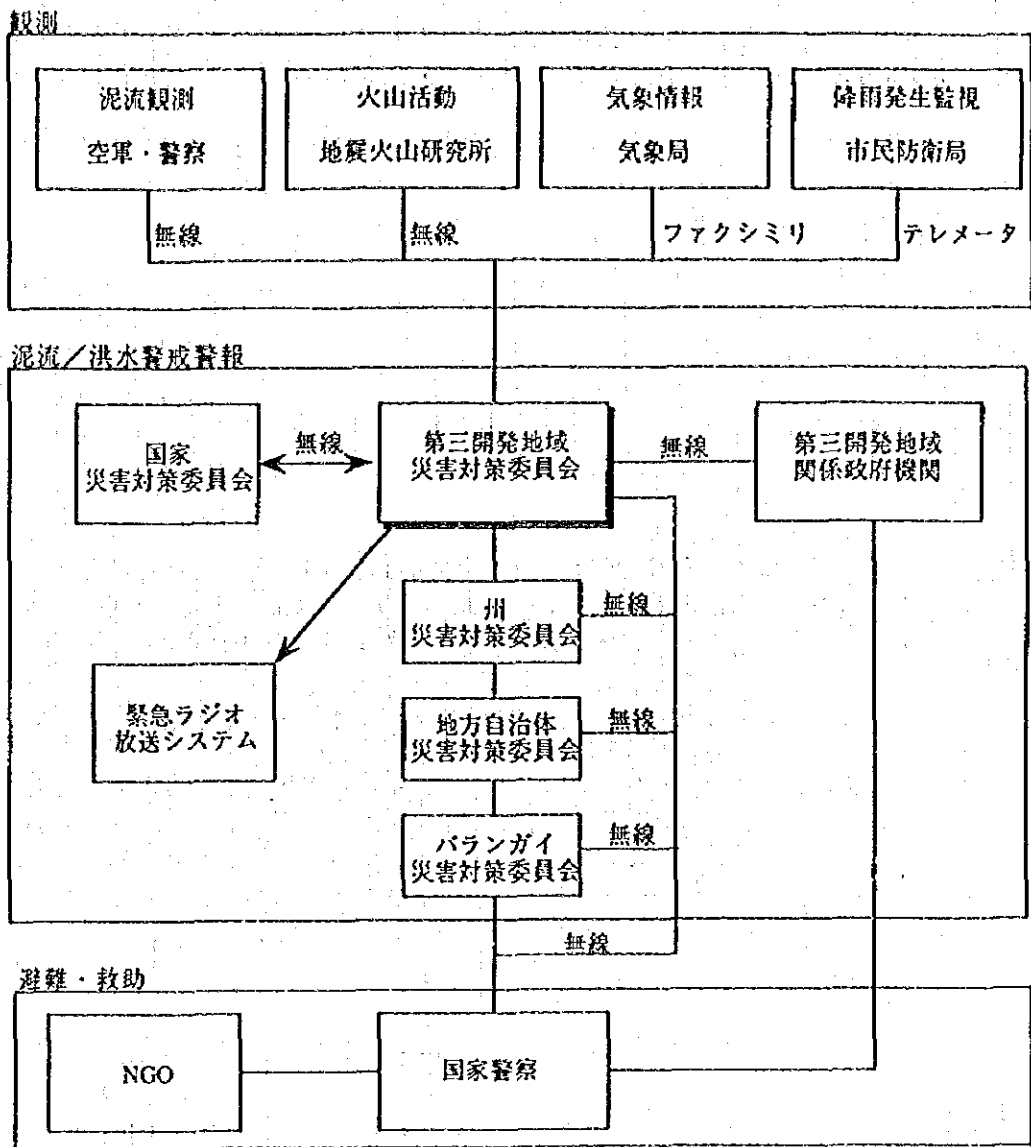 観測
泥流観測
空軍・警察
火山活動
地震火山研究所
気象情報
気象局
降雨発生監視
市民防衛局
無線
無線
ファクシミリ
テレメータ
泥流／洪水警戒警報
国家
災害対策委員会
無線
第三開発地域
災害対策委員会
無線
第三開発地域
関係政府機関
州
災害対策委員会
無線
緊急ラジオ
放送システム
地方自治体
災害対策委員会
無線
バランガイ
災害対策委員会
無線
無線
避難・救助
NGO
国家警察